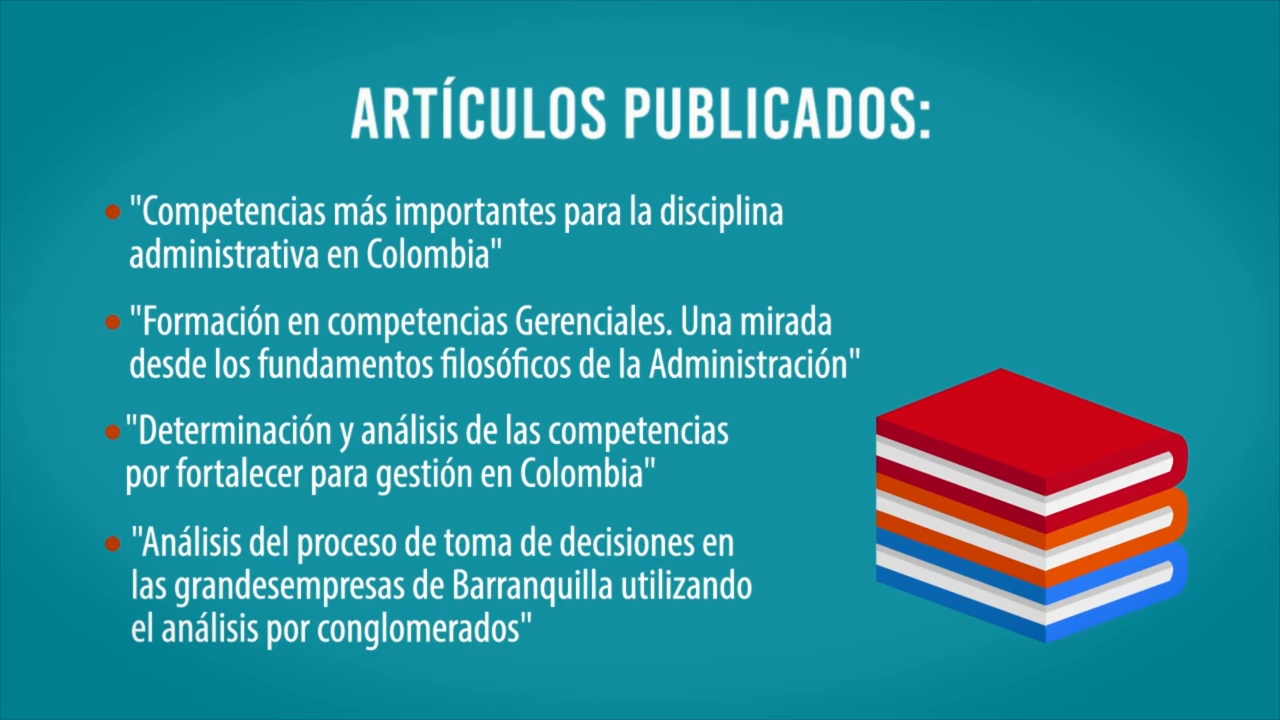 ARTÍCULOS PUBLICADOS:
• "Competencias más importantes para la disciplina
administrativa en Colombia"
• "Formación en competencias Gerenciales. Una mirada
desde los fundamentos filosóficos de la Administración"
• "Determinación y análisis de las competencias
por fortalecer para gestión en Colombia"
• "Análisis del proceso de toma de decisiones en
las grandesempresas de Barranquilla utilizando
el análisis por conglomerados"